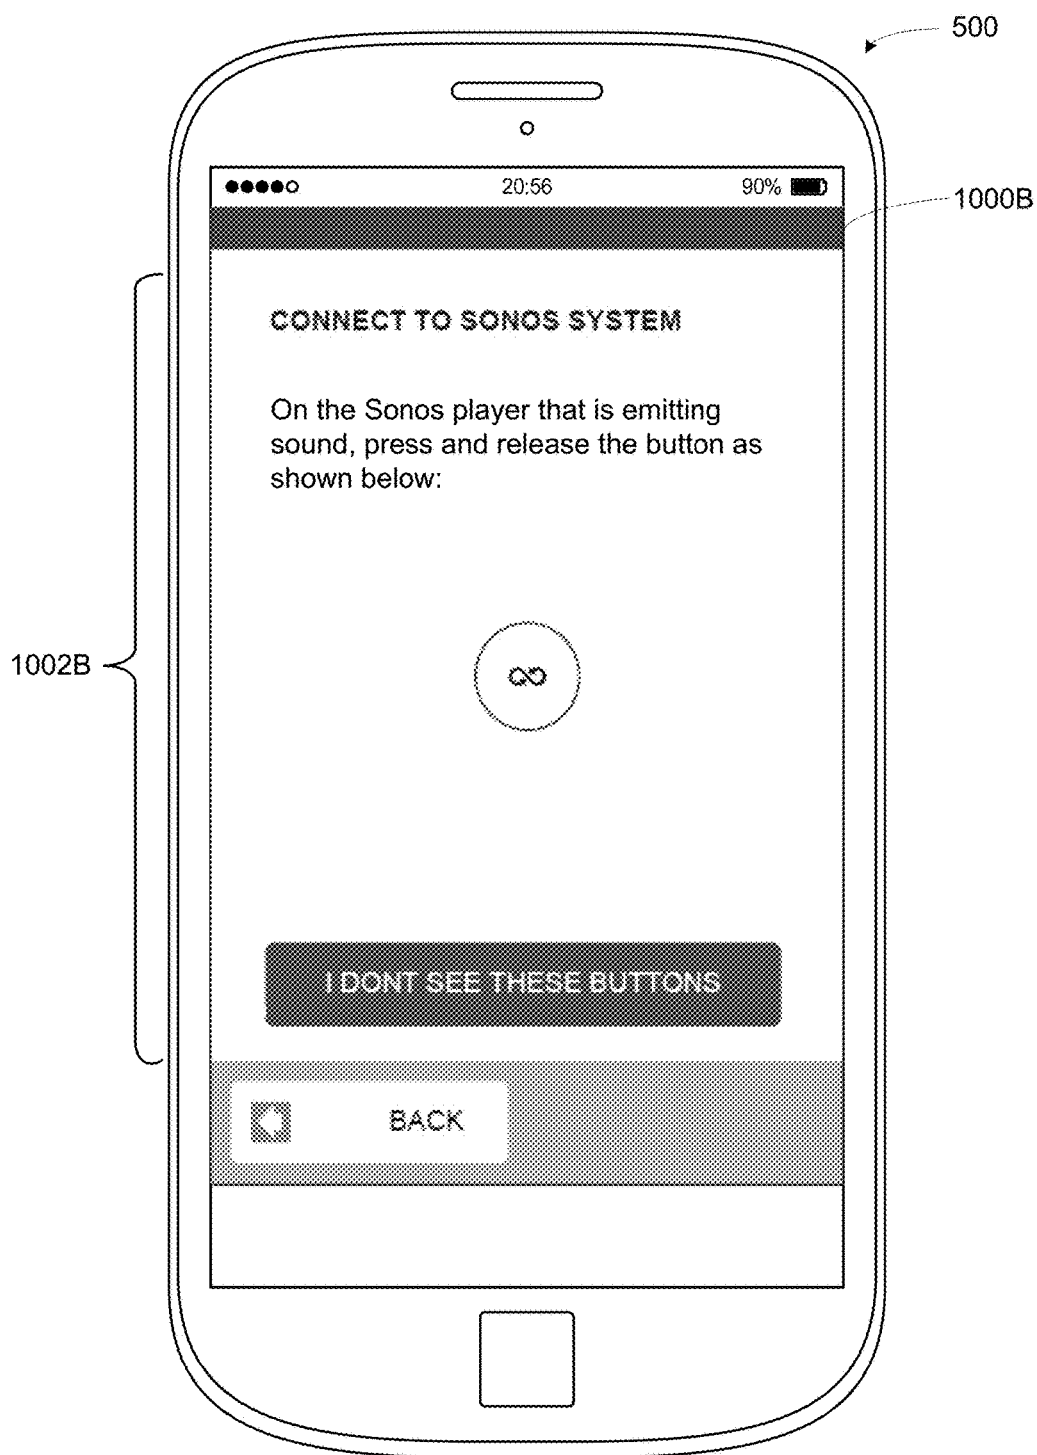 500
20:56
90%
1000B
CONNECT TO SONOS SYSTEM
On the Sonos player that is emitting
sound, press and release the button as
shown below:
1002B
I DONT SEE THESE BUTTONS
BACK